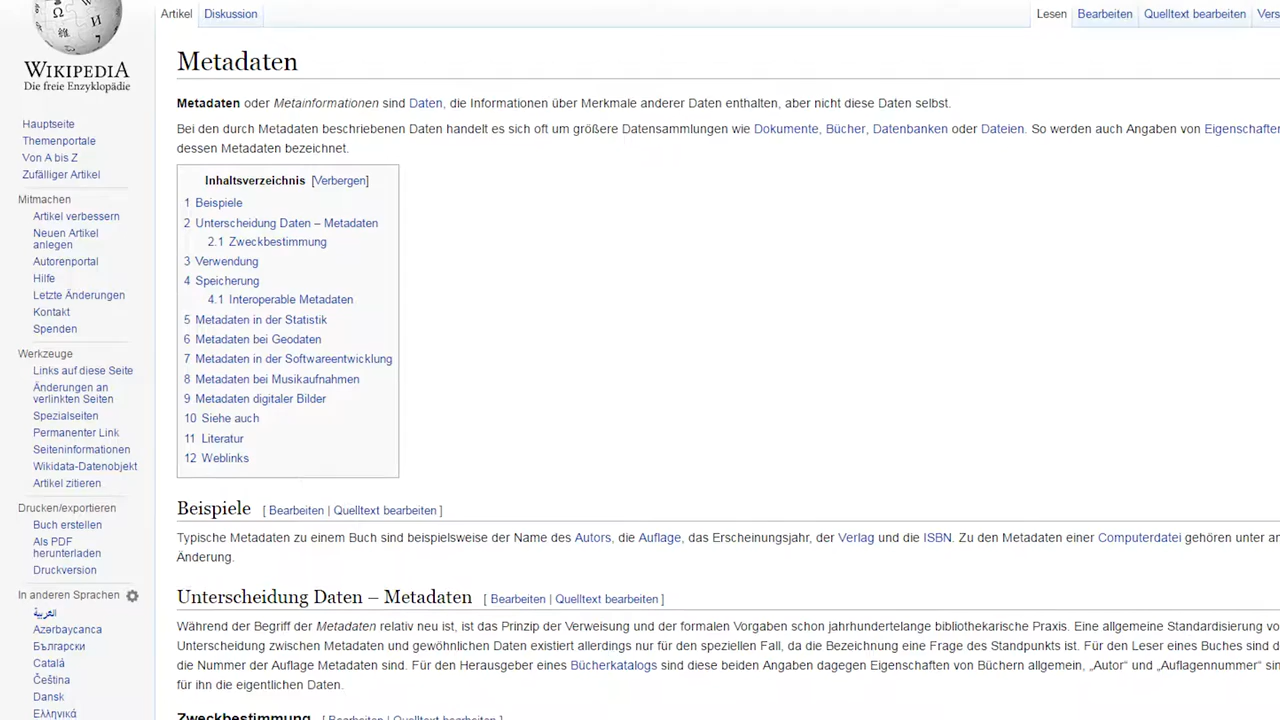 Artikel Diskussion Lesen Bearbeiten Quelltext bearbeiten
WIKIPEDIA
Die freie Enzyklopädie
Hauptseite
Themenportale
Von A bis Z
Zufälliger Artikel
Mitmachen
Artikel verbessern
Neuen Artikel
anlegen
Autorenportal
Hilfe
Letzte Änderungen
Kontakt
Spenden
Werkzeuge
Links auf diese Seite
Änderungen an
verlinkten Seiten
Spezialseiten
Permanenter Link
Seiteninformationen
Wikidata-Datenobjekt
Artikel zitieren
Drucken/exportieren
Buch erstellen
Als PDF
herunterladen
Druckversion
In anderen Sprachen
العربية
Azərbaycanca
Български
Català
Čeština
Dansk
Ελληνικά
Metadaten
Metadaten oder Metainformationen sind Daten, die Informationen über Merkmale anderer Daten enthalten, aber nicht diese Daten selbst.
Bei den durch Metadaten beschriebenen Daten handelt es sich oft um größere Datensammlungen wie Dokumente, Bücher, Datenbanken oder Dateien. So werden auch Angaben von Eigenschaften
dessen Metadaten bezeichnet.
Inhaltsverzeichnis [Verbergen]
1 Beispiele
2 Unterscheidung Daten – Metadaten
2.1 Zweckbestimmung
3 Verwendung
4 Speicherung
4.1 Interoperable Metadaten
5 Metadaten in der Statistik
6 Metadaten bei Geodaten
7 Metadaten in der Softwareentwicklung
8 Metadaten bei Musikaufnahmen
9 Metadaten digitaler Bilder
10 Siehe auch
11 Literatur
12 Weblinks
Beispiele [ Bearbeiten | Quelltext bearbeiten ]
Typische Metadaten zu einem Buch sind beispielsweise der Name des Autors, die Auflage, das Erscheinungsjahr, der Verlag und die ISBN. Zu den Metadaten einer Computerdatei gehören unter
Änderung.
Unterscheidung Daten – Metadaten [ Bearbeiten | Quelltext bearbeiten ]
Während der Begriff der Metadaten relativ neu ist, ist das Prinzip der Verweisung und der formalen Vorgaben schon jahrhundertelange bibliothekarische Praxis. Eine allgemeine Standardisierung
Unterscheidung zwischen Metadaten und gewöhnlichen Daten existiert allerdings nur für den speziellen Fall, da die Bezeichnung eine Frage des Standpunkts ist. Für den Leser eines Buches sind
die Nummer der Auflage Metadaten sind. Für den Herausgeber eines Bücherkatalogs sind diese beiden Angaben dagegen Eigenschaften von Büchern allgemein, „Autor“ und „Auflagennummer“
für ihn die eigentlichen Daten.
Zweckbestimmung [ Bearbeiten | Quelltext bearbeiten ]